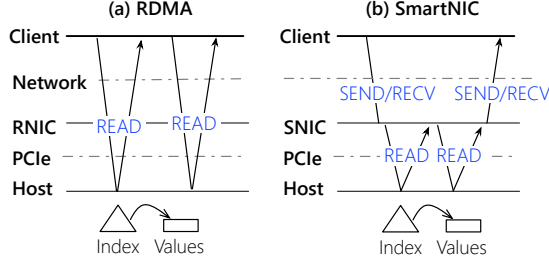 (a) RDMA
Client
Network
RNIC
READ
READ
PCIe
Host
Index
Values
(b) SmartNIC
Client
SEND/RECV
SEND/RECV
SNIC
READ
READ
PCIe
Host
Index
Values